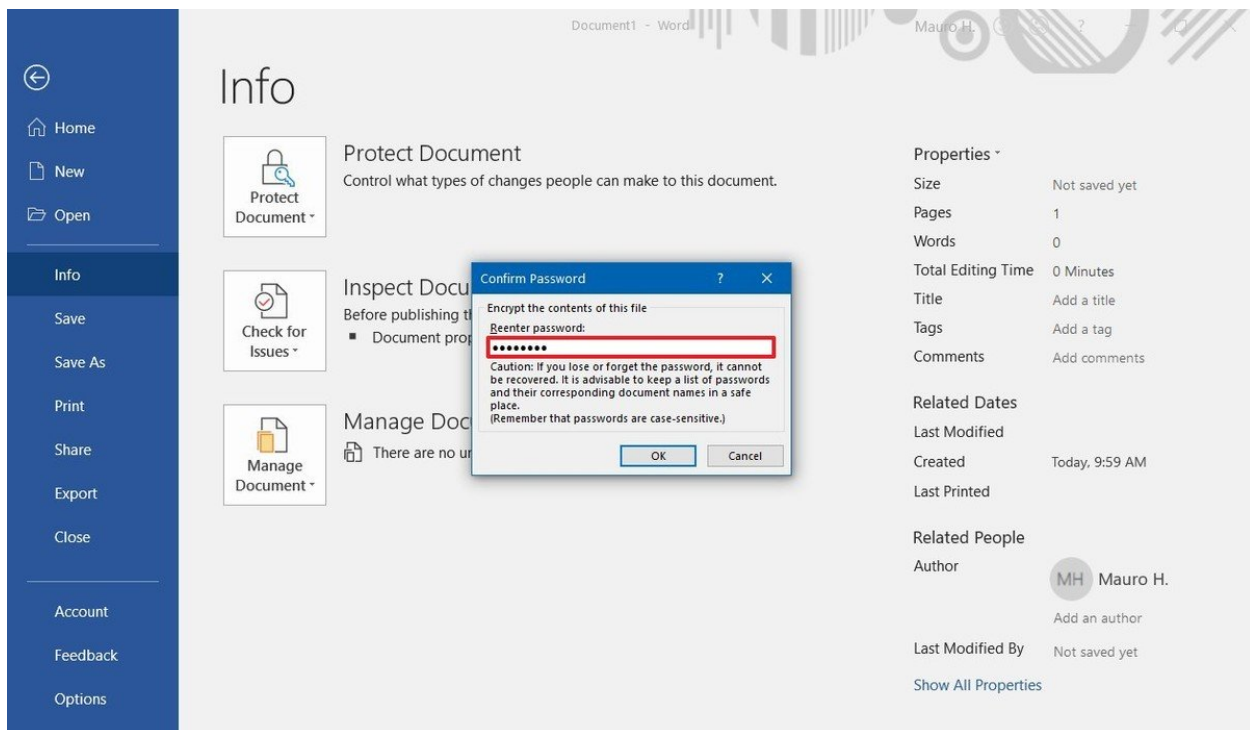 Document1 - Word
Mauro H.
?
Info
Home
New
Open
Info
Save
Save As
Print
Share
Export
Close
Account
Feedback
Options
Protect
Document
Protect Document
Control what types of changes people can make to this document.
Check for
Issues
Inspect Docu
Before publishing th
Document prop
Manage
Document
Manage Doc
There are no un
Confirm Password
?
Encrypt the contents of this file
Reenter password:
••••••••
Caution: If you lose or forget the password, it cannot
be recovered. It is advisable to keep a list of passwords
and their corresponding document names in a safe
place.
(Remember that passwords are case-sensitive.)
OK
Cancel
Properties
Size Not saved yet
Pages 1
Words 0
Total Editing Time 0 Minutes
Title Add a title
Tags Add a tag
Comments Add comments
Related Dates
Last Modified
Created Today, 9:59 AM
Last Printed
Related People
Author
MH Mauro H.
Add an author
Last Modified By Not saved yet
Show All Properties